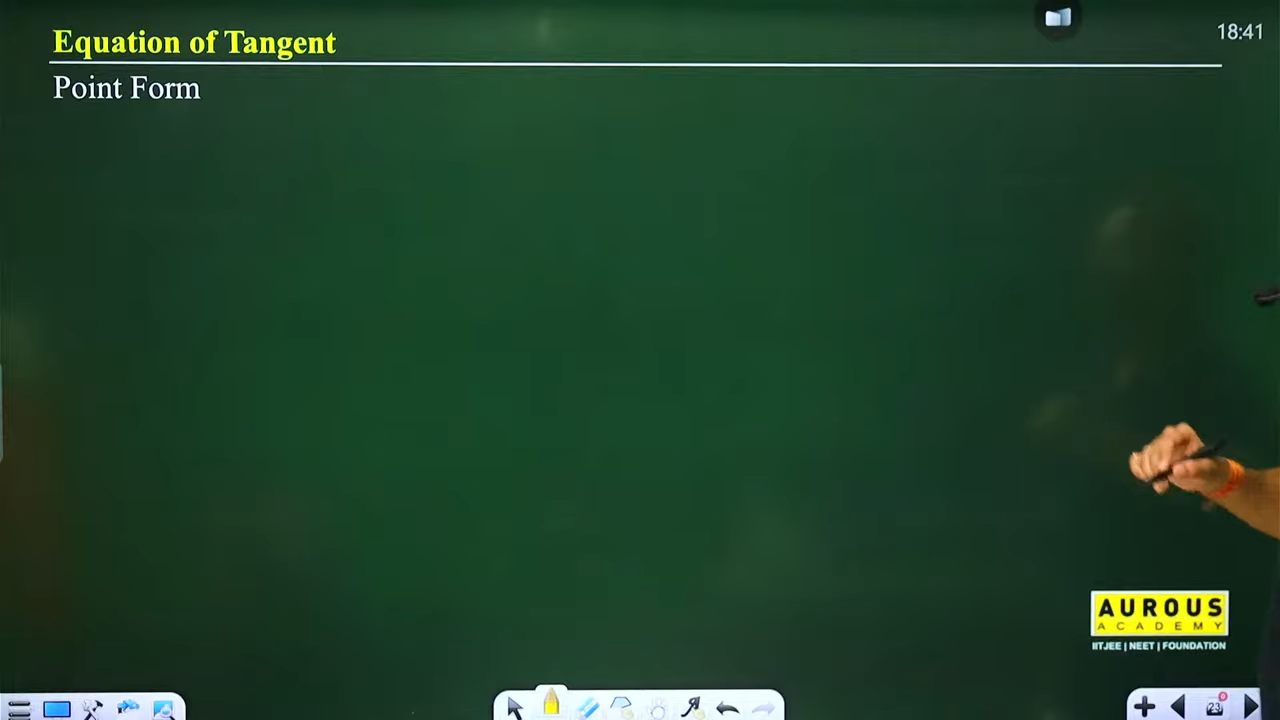 Equation of Tangent
18:41
Point Form
AUROUS
ACADEMY
IITJEE | NEET | FOUNDATION
23